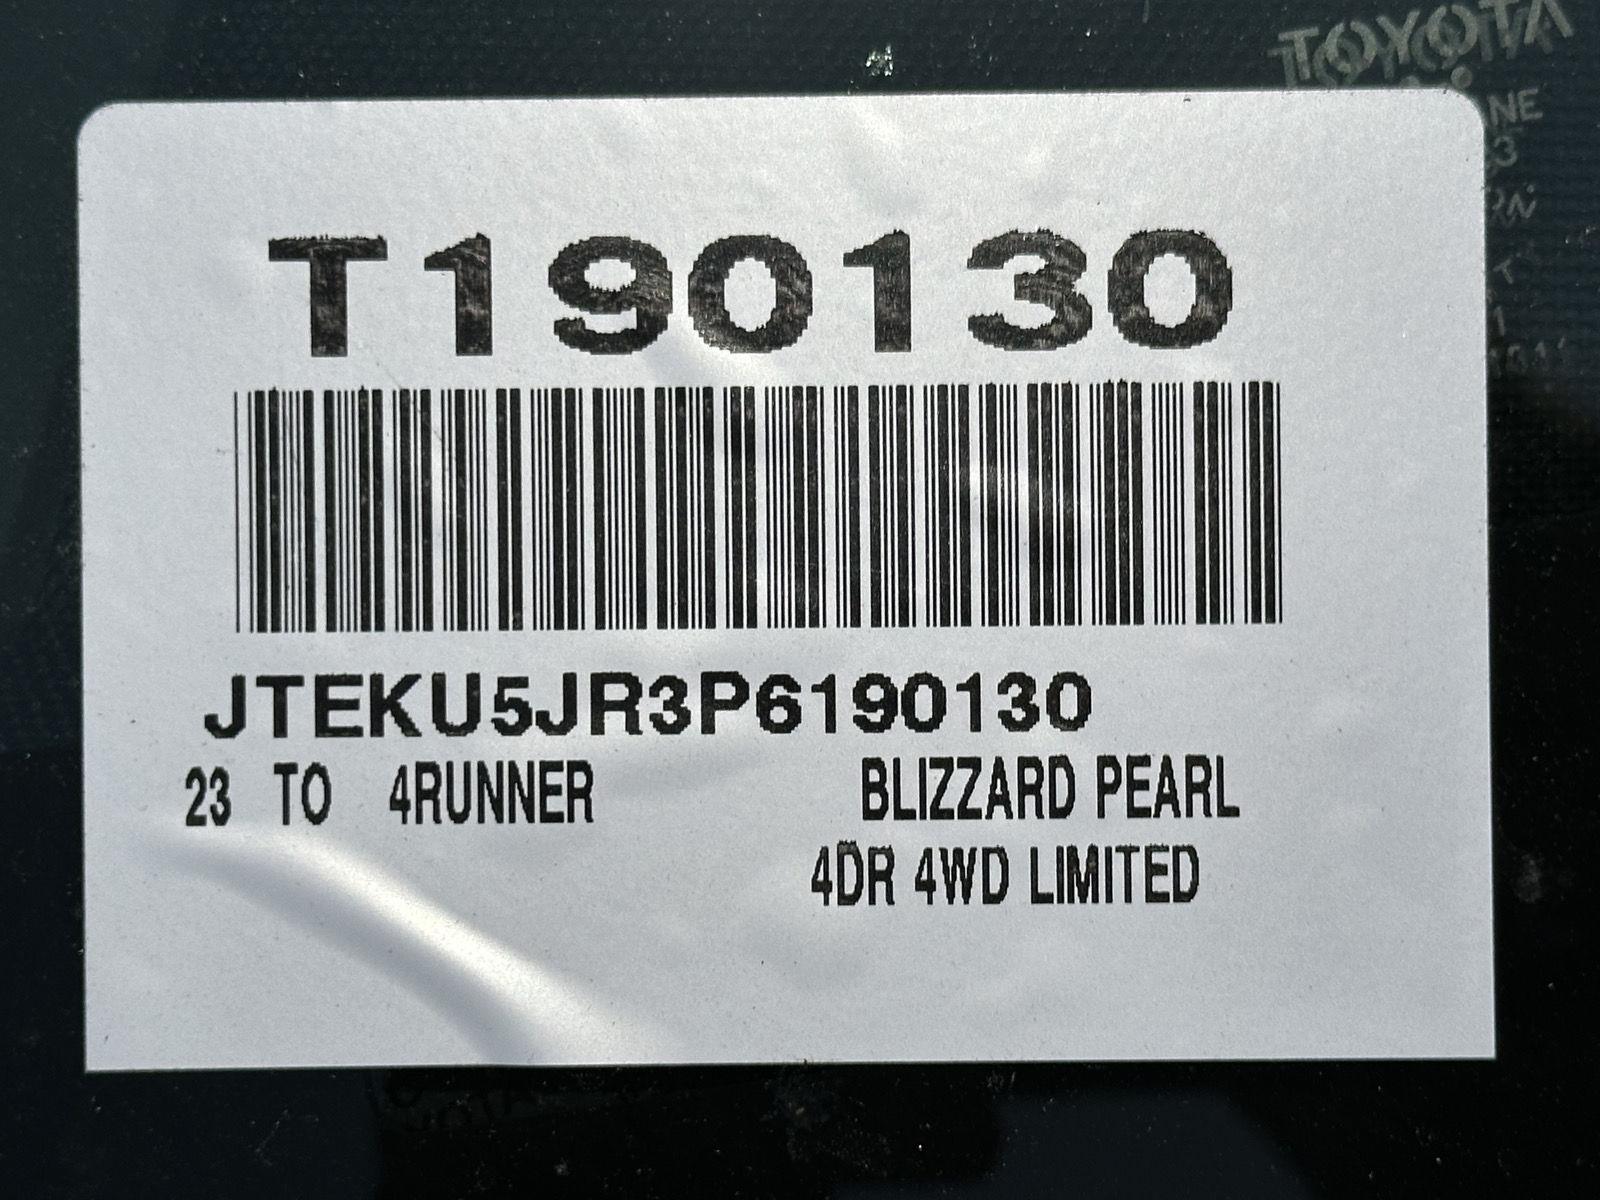 TOYOTA
T190130
JTEKU5JR3P6190130
23 TO 4RUNNER BLIZZARD PEARL
4DR 4WD LIMITED